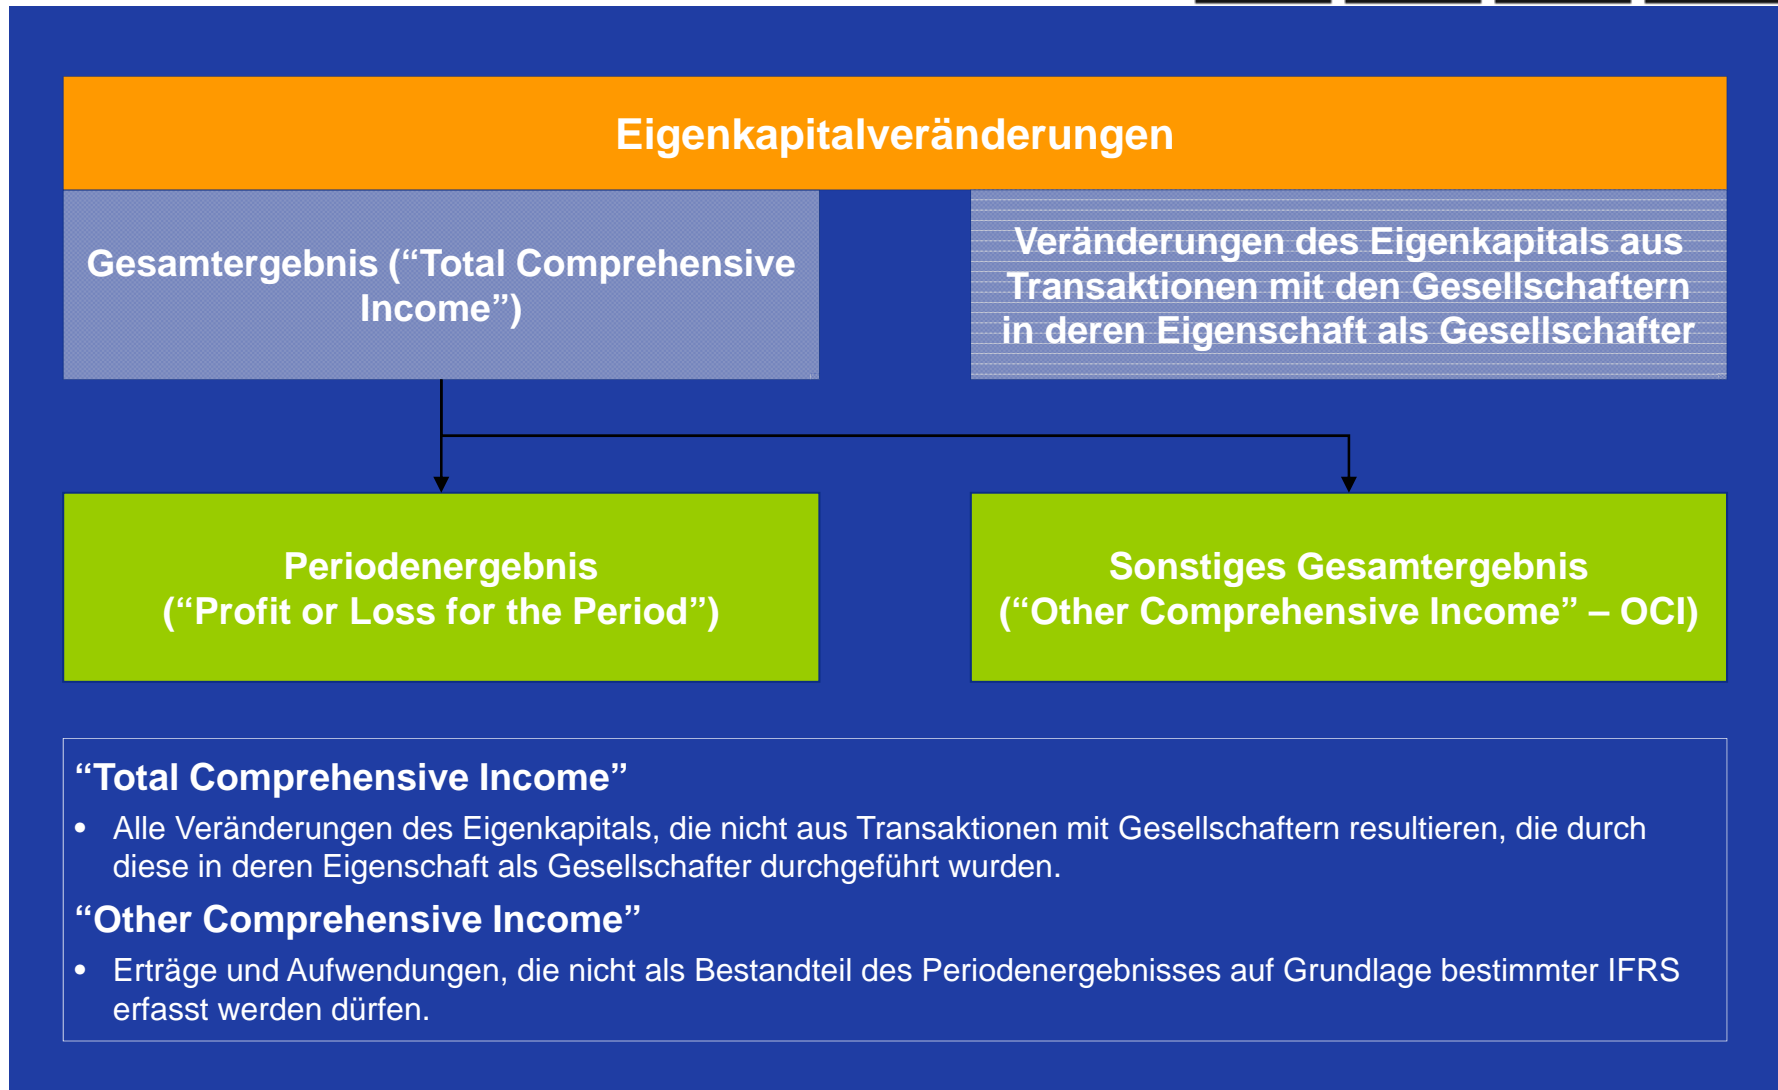 Eigenkapitalveränderungen
Gesamtergebnis (“Total Comprehensive
Income”)
Veränderungen des Eigenkapitals aus
Transaktionen mit den Gesellschaftern
in deren Eigenschaft als Gesellschafter
Periodenergebnis
(“Profit or Loss for the Period”)
Sonstiges Gesamtergebnis
(“Other Comprehensive Income” – OCI)
“Total Comprehensive Income”
• Alle Veränderungen des Eigenkapitals, die nicht aus Transaktionen mit Gesellschaftern resultieren, die durch
diese in deren Eigenschaft als Gesellschafter durchgeführt wurden.
“Other Comprehensive Income”
• Erträge und Aufwendungen, die nicht als Bestandteil des Periodenergebnisses auf Grundlage bestimmter IFRS
erfasst werden dürfen.